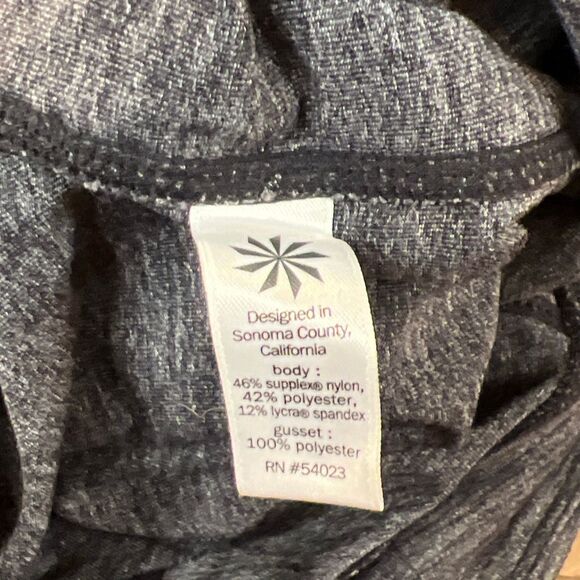 Designed in
Sonoma County,
California
body :
46% supplex® nylon,
42% polyester,
12% lycra® spandex
gusset :
100% polyester
RN #54023